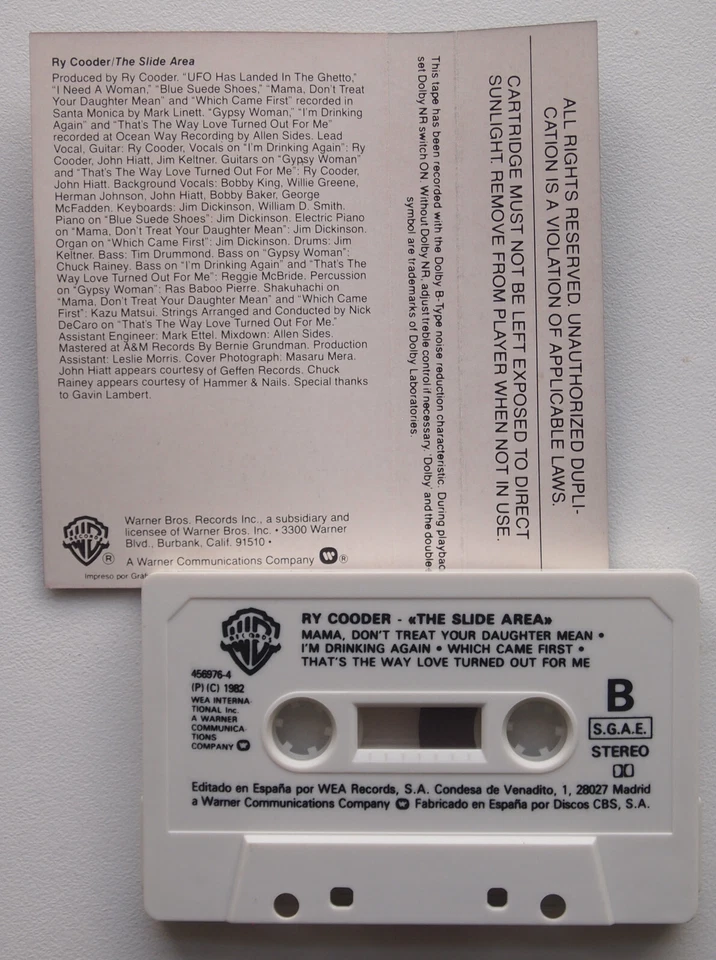 Ry Cooder/The Slide Area
Produced by Ry Cooder. "UFO Has Landed In The Ghetto,"
"I Need A Woman," "Blue Suede Shoes," "Mama, Don't Treat
Your Daughter Mean" and "Which Came First" recorded in
Santa Monica by Mark Linett. "Gypsy Woman," "I'm Drinking
Again" and "That's The Way Love Turned Out For Me"
recorded at Ocean Way Recording by Allen Sides. Lead
Vocal, Guitar: Ry Cooder, Vocals on "I'm Drinking Again": Ry
Cooder, John Hiatt, Jim Keltner. Guitars on "Gypsy Woman"
and "That's The Way Love Turned Out For Me": Ry Cooder,
John Hiatt. Background Vocals: Bobby King, Willie Greene,
Herman Johnson, John Hiatt, Bobby Baker, George
McFadden. Keyboards: Jim Dickinson, William D. Smith.
Piano on "Blue Suede Shoes": Jim Dickinson. Electric Piano
on "Mama, Don't Treat Your Daughter Mean": Jim Dickinson.
Organ on "Which Came First": Jim Dickinson. Drums: Jim
Keltner. Bass: Tim Drummond. Bass on "Gypsy Woman":
Chuck Rainey. Bass on "I'm Drinking Again" and "That's The
Way Love Turned Out For Me": Reggie McBride. Percussion
on "Gypsy Woman": Ras Baboo Pierre. Shakuhachi on
"Mama, Don't Treat Your Daughter Mean" and "Which Came
First": Kazu Matsui. Strings Arranged and Conducted by Nick
DeCaro on "That's The Way Love Turned Out For Me."
Assistant Engineer: Mark Ettel. Mixdown: Allen Sides.
Mastered at A&M Records By Bernie Grundman. Production
Assistant: Leslie Morris. Cover Photograph: Masaru Mera.
John Hiatt appears courtesy of Geffen Records. Chuck
Rainey appears courtesy of Hammer & Nails. Special thanks
to Gavin Lambert.
Warner Bros. Records Inc., a subsidiary and
licensee of Warner Bros. Inc. • 3300 Warner
Blvd., Burbank, Calif. 91510 •
A Warner Communications Company ®
®
Impreso por
This tape has been recorded with the Dolby B-Type noise reduction characteristic. During playbac
set Dolby NR switch ON. Without Dolby NR, adjust treble control if necessary. 'Dolby' and the double
symbol are trademarks of Dolby Laboratories.
CARTRIDGE MUST NOT BE LEFT EXPOSED TO DIRECT
SUNLIGHT. REMOVE FROM PLAYER WHEN NOT IN USE.
ALL RIGHTS RESERVED. UNAUTHORIZED DUPLI-
CATION IS A VIOLATION OF APPLICABLE LAWS.
RECORDS
RY COODER - «THE SLIDE AREA»
MAMA, DON'T TREAT YOUR DAUGHTER MEAN •
I'M DRINKING AGAIN • WHICH CAME FIRST •
THAT'S THE WAY LOVE TURNED OUT FOR ME
456976-4
(P) (C) 1982
WEA INTERNA-
TIONAL Inc.
A WARNER
COMMUNICA-
TIONS
COMPANY
B
S.G.A.E.
STEREO
Editado en España por WEA Records, S.A. Condesa de Venadito, 1, 28027 Madrid
a Warner Communications Company Fabricado en España por Discos CBS, S.A.